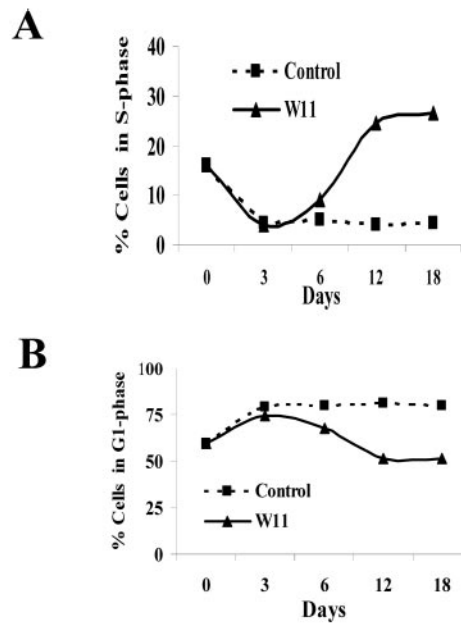 A
% Cells in S-phase
40
30
20
10
0
Control
W11
0 3 6 12 18
Days
B
% Cells in G1-phase
100
75
50
25
0
Control
W11
0 3 6 12 18
Days